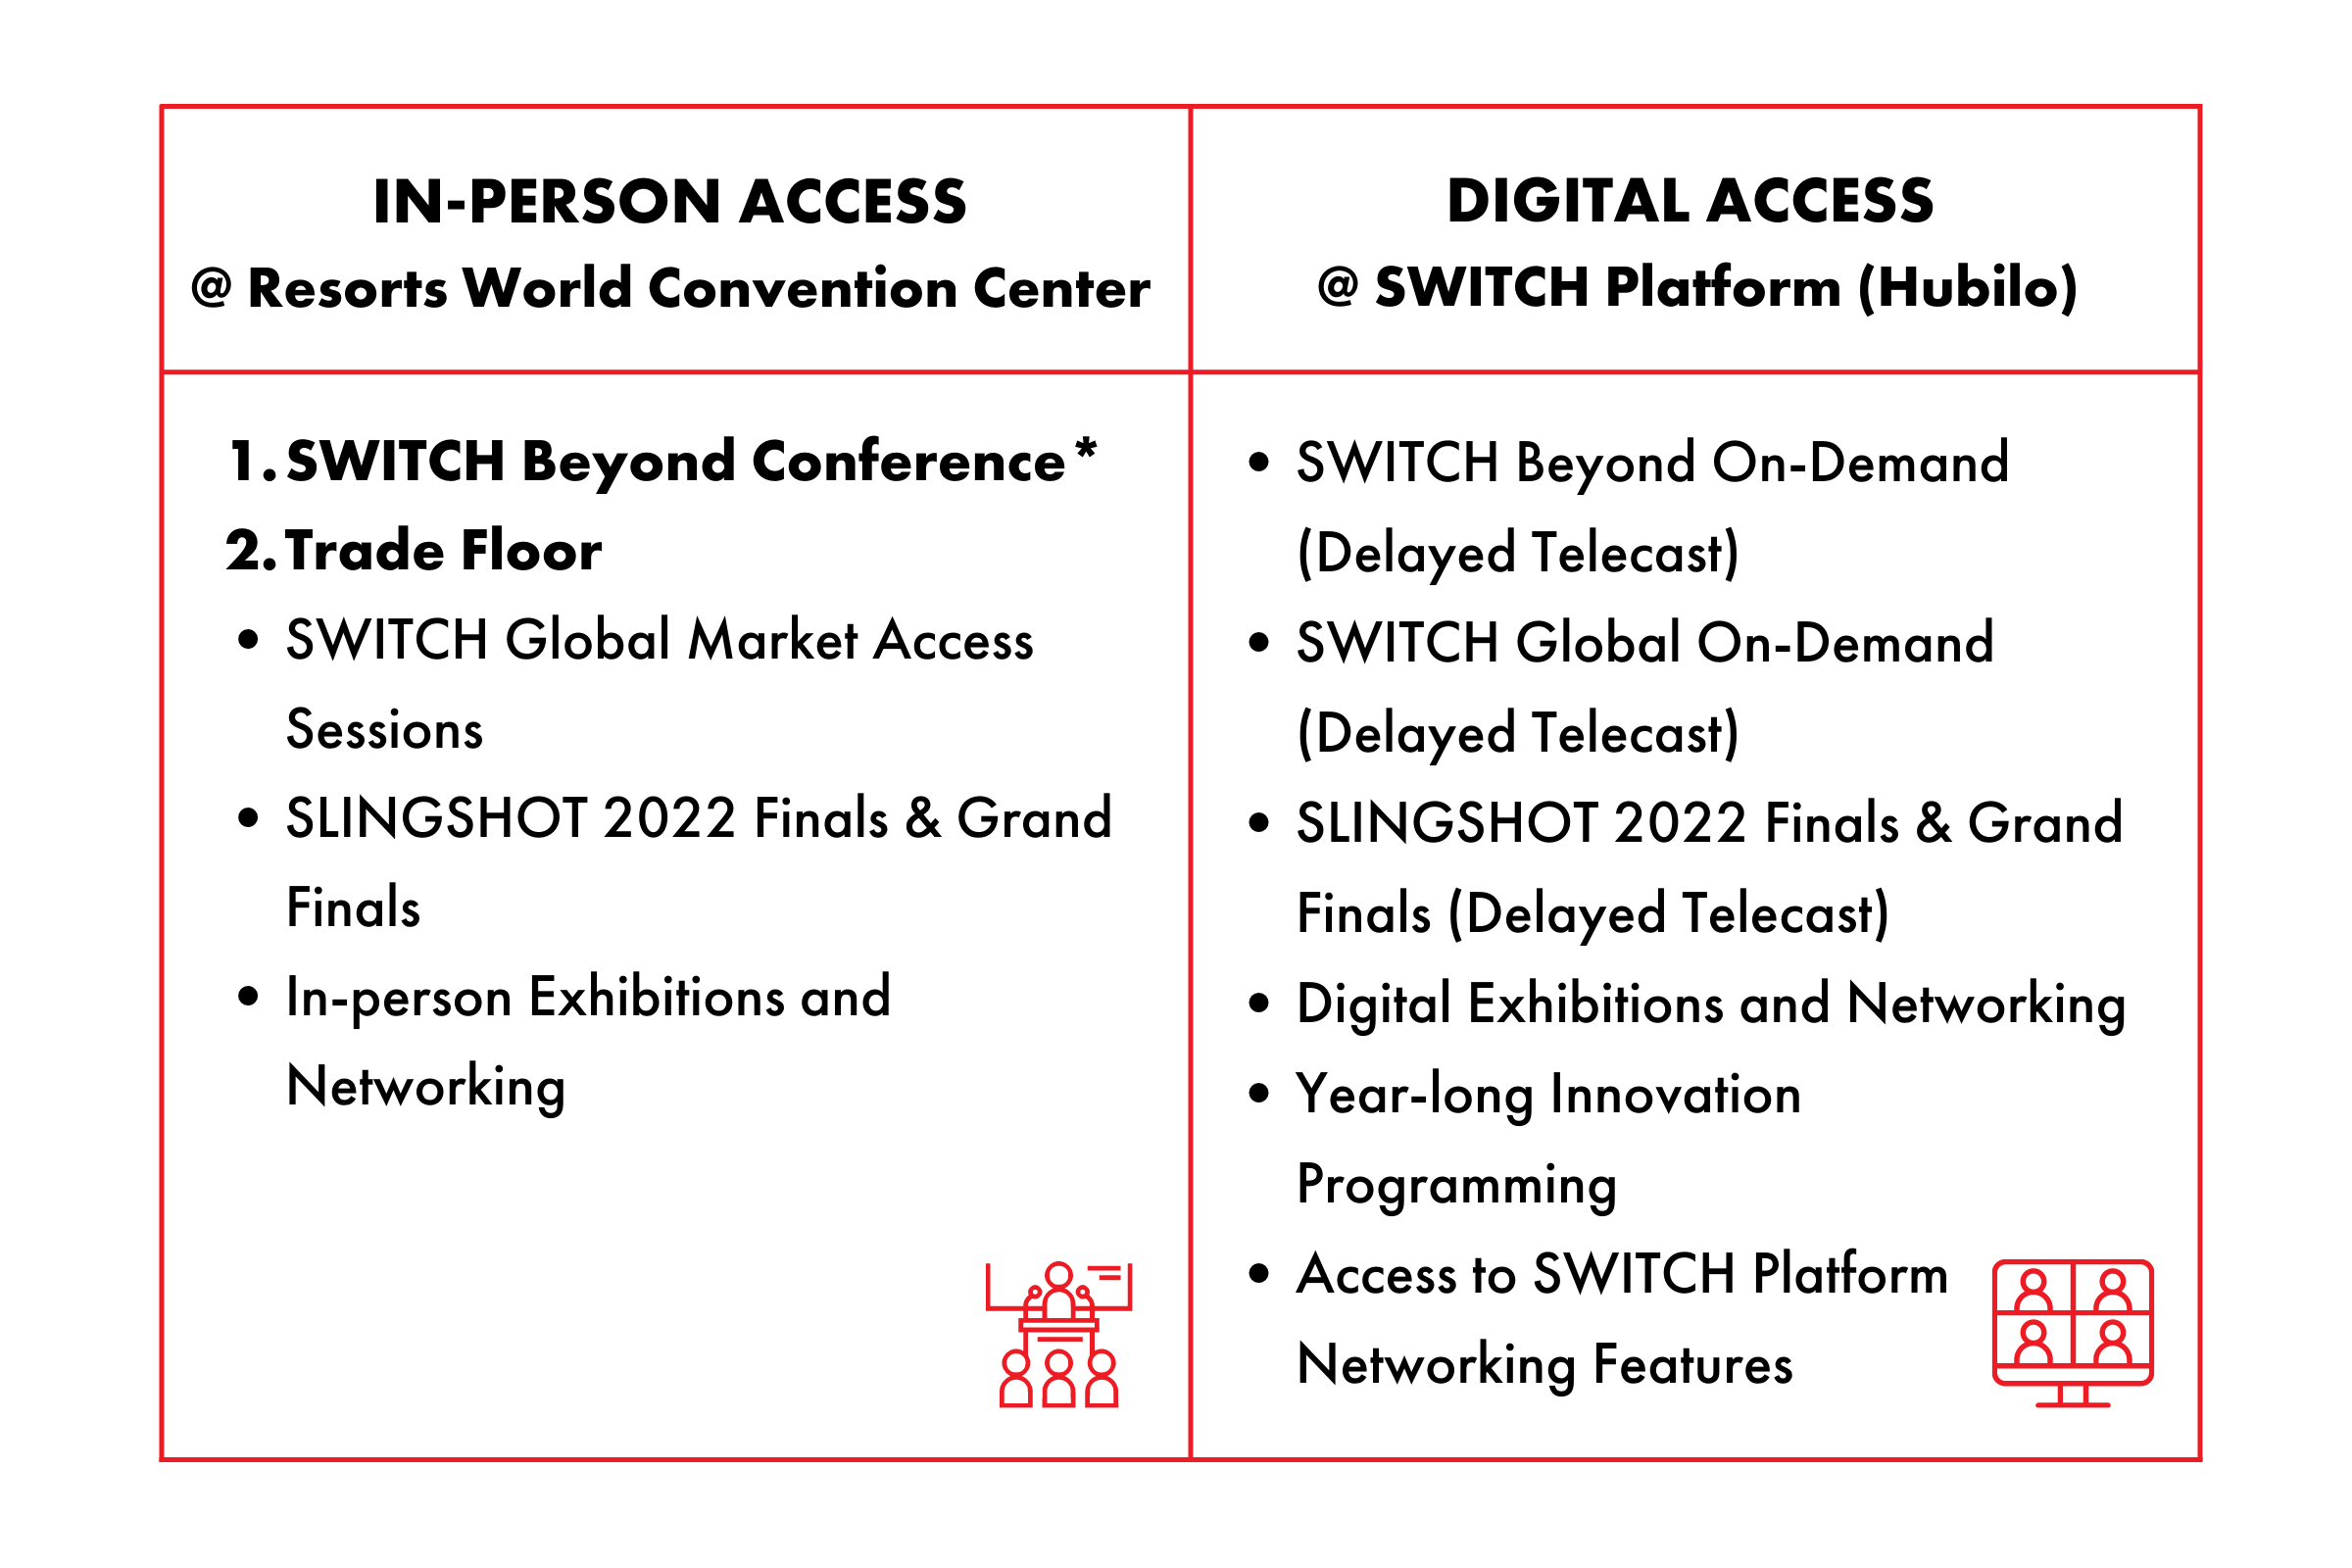 IN-PERSON ACCESS
@ Resorts World Convention Center
DIGITAL ACCESS
@ SWITCH Platform (Hubilo)
1. SWITCH Beyond Conference*
2. Trade Floor
• SWITCH Global Market Access
Sessions
• SLINGSHOT 2022 Finals & Grand
Finals
• In-person Exhibitions and
Networking
• SWITCH Beyond On-Demand
(Delayed Telecast)
• SWITCH Global On-Demand
(Delayed Telecast)
• SLINGSHOT 2022 Finals & Grand
Finals (Delayed Telecast)
• Digital Exhibitions and Networking
• Year-long Innovation
Programming
• Access to SWITCH Platform
Networking Features